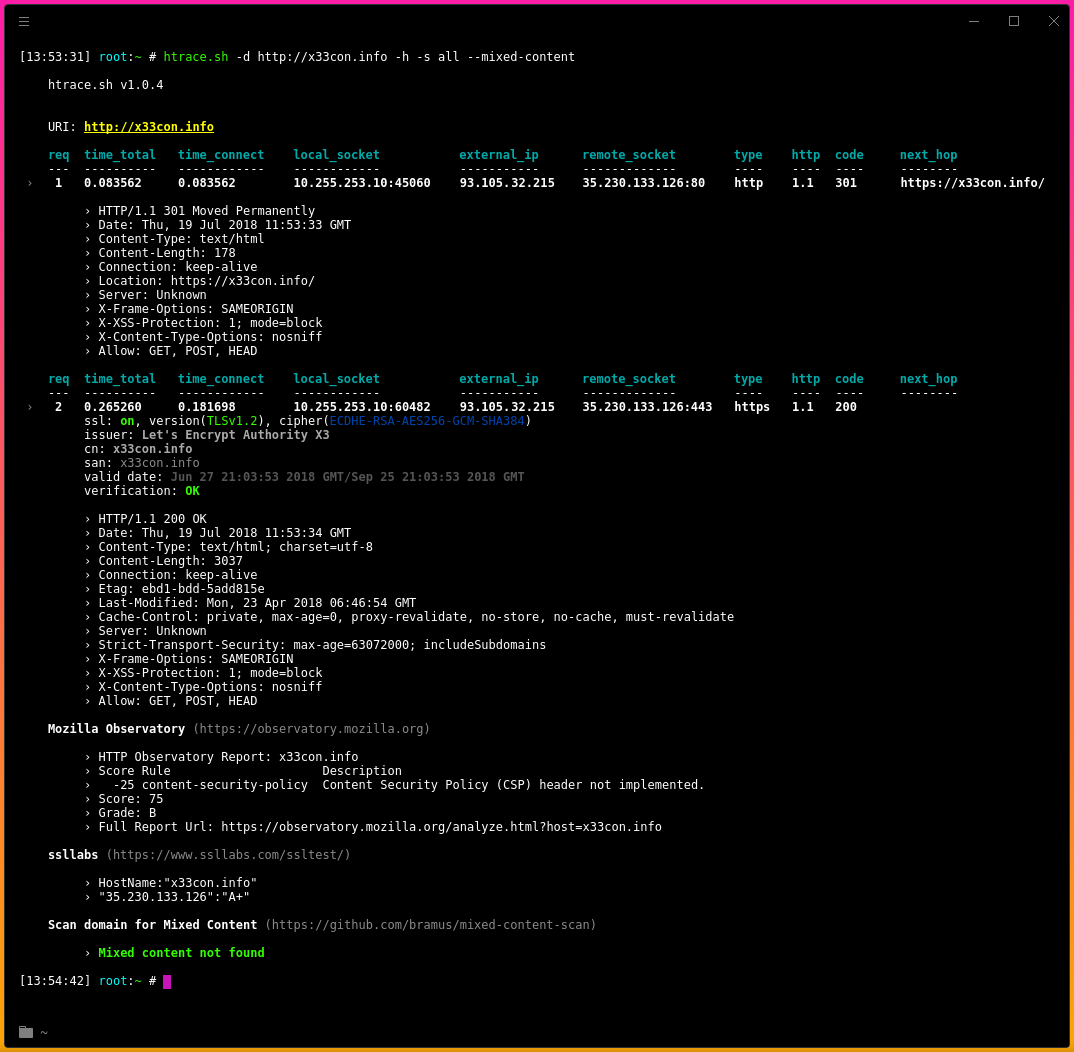 [13:53:31] root:~ # htrace.sh -d http://x33con.info -h -s all --mixed-content
htrace.sh v1.0.4
URI: http://x33con.info
req  time_total   time_connect    local_socket           external_ip      remote_socket        type    http  code     next_hop
---  ----------   ------------    ------------           -----------      -------------        ----    ----  ----     --------
›   1   0.083562     0.083562        10.255.253.10:45060    93.105.32.215    35.230.133.126:80    http    1.1   301      https://x33con.info/
› HTTP/1.1 301 Moved Permanently
› Date: Thu, 19 Jul 2018 11:53:33 GMT
› Content-Type: text/html
› Content-Length: 178
› Connection: keep-alive
› Location: https://x33con.info/
› Server: Unknown
› X-Frame-Options: SAMEORIGIN
› X-XSS-Protection: 1; mode=block
› X-Content-Type-Options: nosniff
› Allow: GET, POST, HEAD
req  time_total   time_connect    local_socket           external_ip      remote_socket        type    http  code     next_hop
---  ----------   ------------    ------------           -----------      -------------        ----    ----  ----     --------
›   2   0.265260     0.181698        10.255.253.10:60482    93.105.32.215    35.230.133.126:443   https   1.1   200
ssl: on, version(TLSv1.2), cipher(ECDHE-RSA-AES256-GCM-SHA384)
issuer: Let's Encrypt Authority X3
cn: x33con.info
san: x33con.info
valid date: Jun 27 21:03:53 2018 GMT/Sep 25 21:03:53 2018 GMT
verification: OK
› HTTP/1.1 200 OK
› Date: Thu, 19 Jul 2018 11:53:34 GMT
› Content-Type: text/html; charset=utf-8
› Content-Length: 3037
› Connection: keep-alive
› Etag: ebd1-bdd-5add815e
› Last-Modified: Mon, 23 Apr 2018 06:46:54 GMT
› Cache-Control: private, max-age=0, proxy-revalidate, no-store, no-cache, must-revalidate
› Server: Unknown
› Strict-Transport-Security: max-age=63072000; includeSubdomains
› X-Frame-Options: SAMEORIGIN
› X-XSS-Protection: 1; mode=block
› X-Content-Type-Options: nosniff
› Allow: GET, POST, HEAD
Mozilla Observatory (https://observatory.mozilla.org)
› HTTP Observatory Report: x33con.info
› Score Rule                     Description
›   -25 content-security-policy  Content Security Policy (CSP) header not implemented.
› Score: 75
› Grade: B
› Full Report Url: https://observatory.mozilla.org/analyze.html?host=x33con.info
ssllabs (https://www.ssllabs.com/ssltest/)
› HostName:"x33con.info"
› "35.230.133.126":"A+"
Scan domain for Mixed Content (https://github.com/bramus/mixed-content-scan)
› Mixed content not found
[13:54:42] root:~ #
~